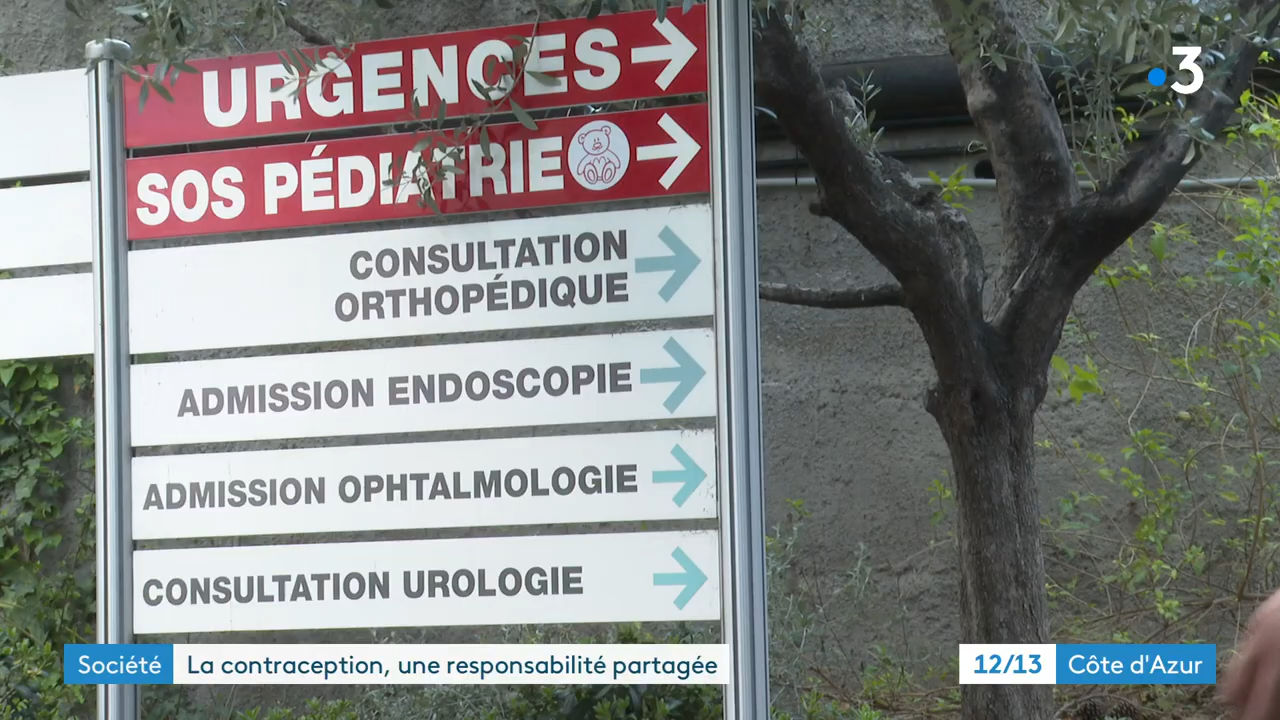 3
URGENCES
SOS PÉDIATRIE
CONSULTATION
ORTHOPÉDIQUE
ADMISSION ENDOSCOPIE
ADMISSION OPHTALMOLOGIE
CONSULTATION UROLOGIE
Société La contraception, une responsabilité partagée
12/13 Côte d'Azur